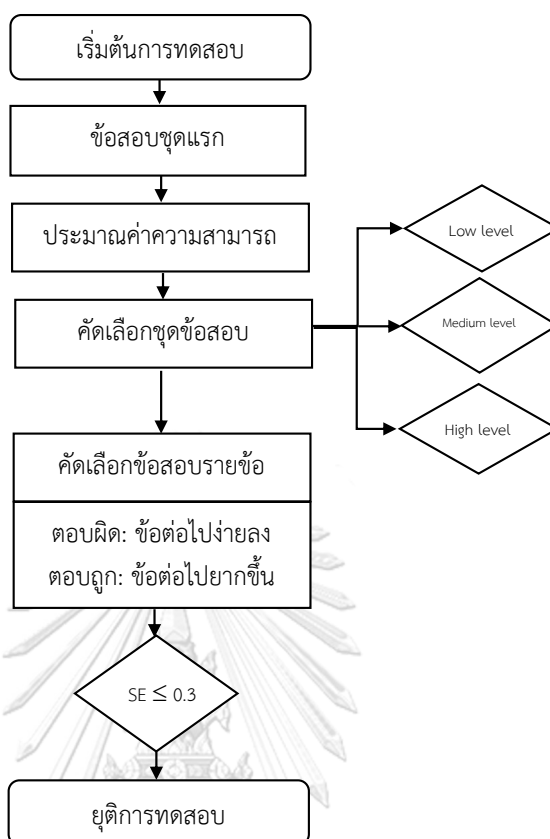 เริ่มต้นการทดสอบ
ข้อสอบชุดแรก
ประมาณค่าความสามารถ
คัดเลือกชุดข้อสอบ
Low level
Medium level
High level
คัดเลือกข้อสอบรายข้อ
ตอบผิด: ข้อต่อไปง่ายลง
ตอบถูก: ข้อต่อไปยากขึ้น
SE ≤ 0.3
ยุติการทดสอบ